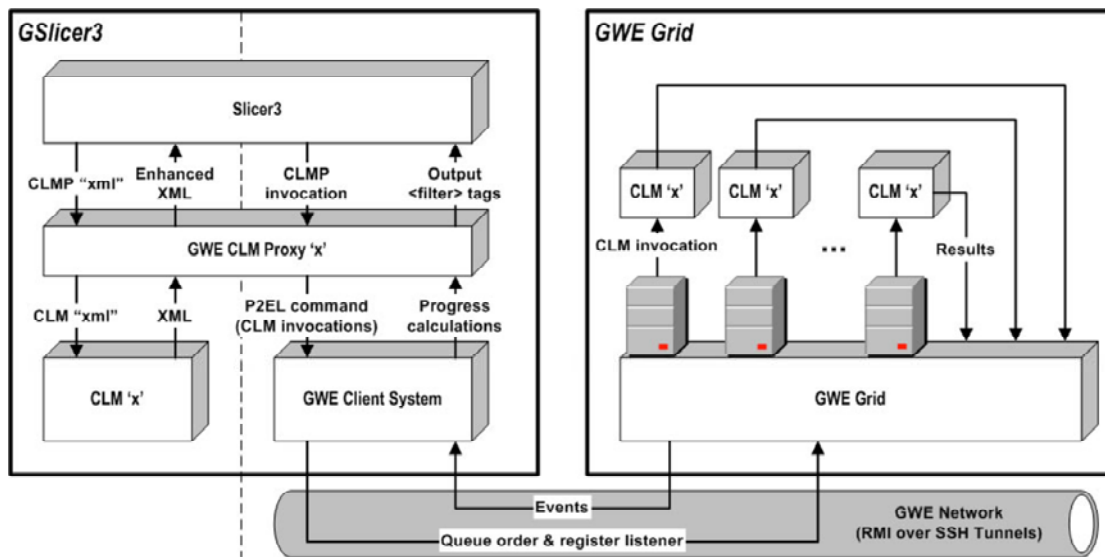 GSlicer3
Slicer3
CLMP “xml”
Enhanced
XML
CLMP
invocation
Output
<filter> tags
GWE CLM Proxy ‘x’
CLM “xml”
XML
P2EL command
(CLM invocations)
Progress
calculations
CLM ‘x’
GWE Client System
GWE Grid
CLM ‘x’
CLM ‘x’
CLM ‘x’
CLM invocation
...
Results
GWE Grid
Events
Queue order & register listener
GWE Network
(RMI over SSH Tunnels)